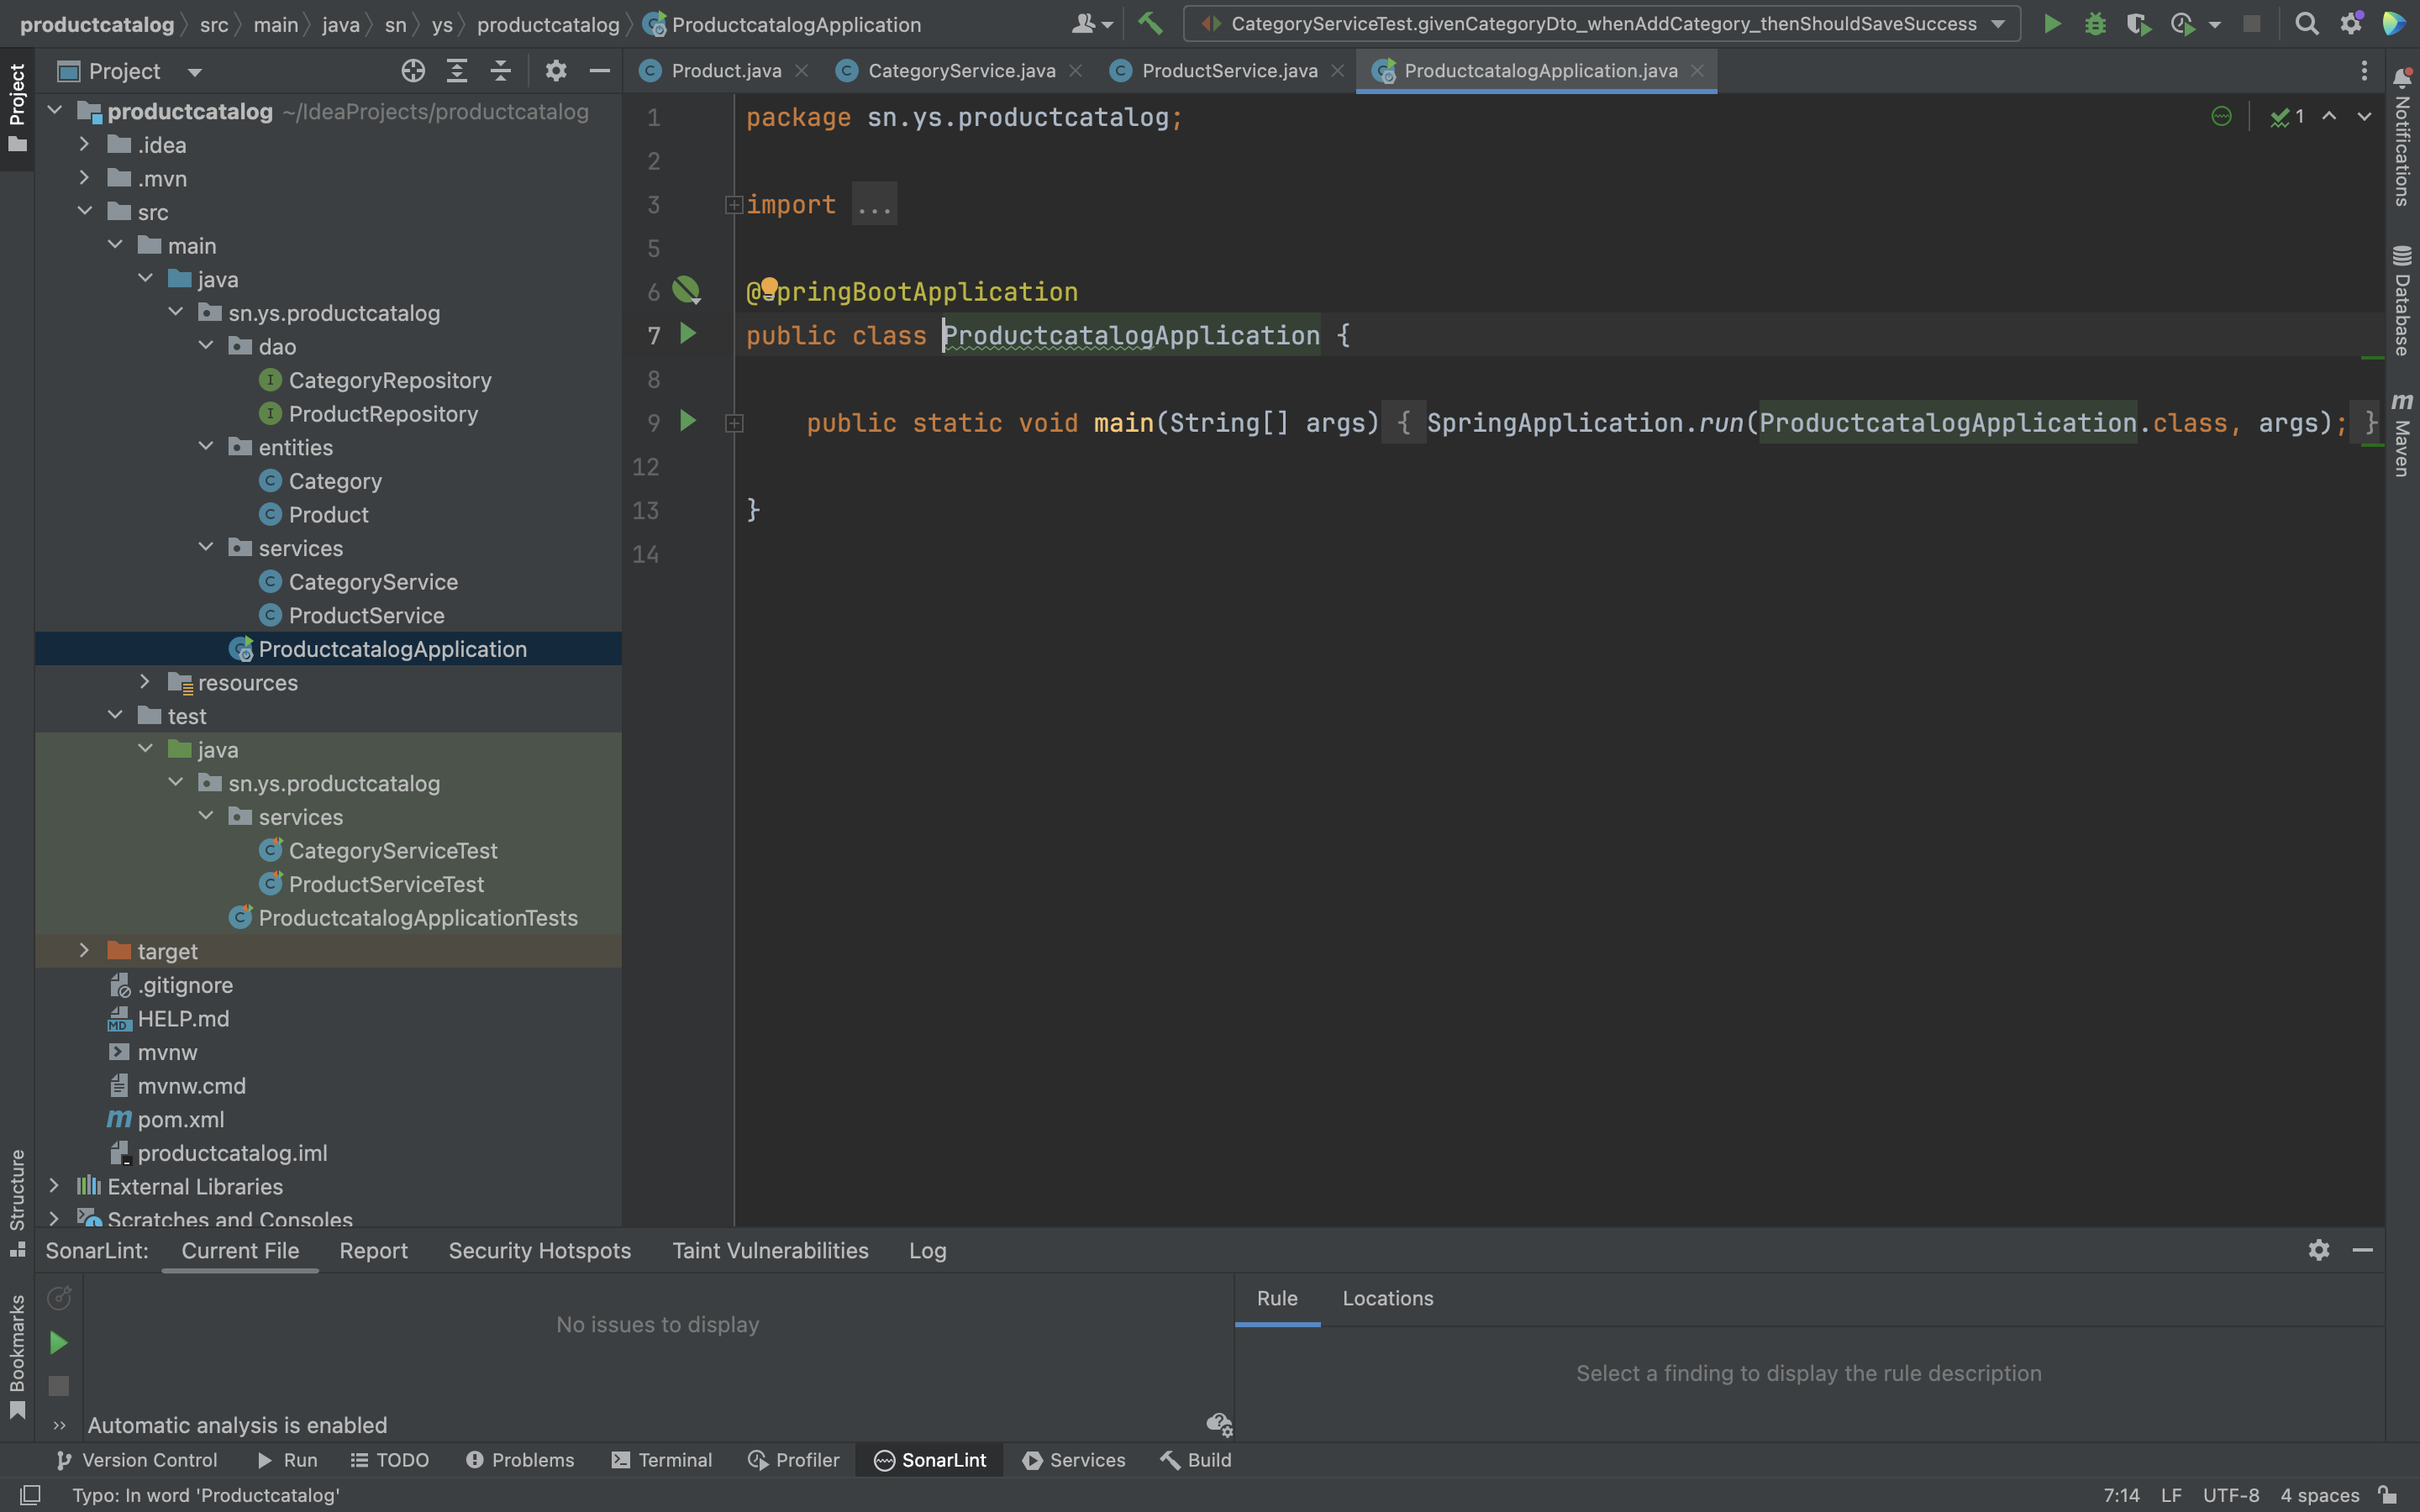 productcatalog src main java sn ys productcatalog ProductcatalogApplication CategoryServiceTest.givenCategoryDto_whenAddCategory_thenShouldSaveSuccess
Project
Project
productcatalog ~/IdeaProjects/productcatalog
.idea
.mvn
src
main
java
sn.ys.productcatalog
dao
CategoryRepository
ProductRepository
entities
Category
Product
services
CategoryService
ProductService
ProductcatalogApplication
resources
test
java
sn.ys.productcatalog
services
CategoryServiceTest
ProductServiceTest
ProductcatalogApplicationTests
target
.gitignore
HELP.md
mvnw
mvnw.cmd
pom.xml
productcatalog.iml
External Libraries
Scratches and Consoles
Structure
Bookmarks
Product.java CategoryService.java ProductService.java ProductcatalogApplication.java
1 package sn.ys.productcatalog;
2
3 import ...
5
6 @SpringBootApplication
7 public class ProductcatalogApplication {
8
9 public static void main(String[] args) { SpringApplication.run(ProductcatalogApplication.class, args); }
12
13 }
14
1
Notifications
Database
Maven
SonarLint: Current File Report Security Hotspots Taint Vulnerabilities Log
No issues to display
Automatic analysis is enabled
Rule Locations
Select a finding to display the rule description
Version Control Run TODO Problems Terminal Profiler SonarLint Services Build
Typo: In word 'Productcatalog' 7:14 LF UTF-8 4 spaces